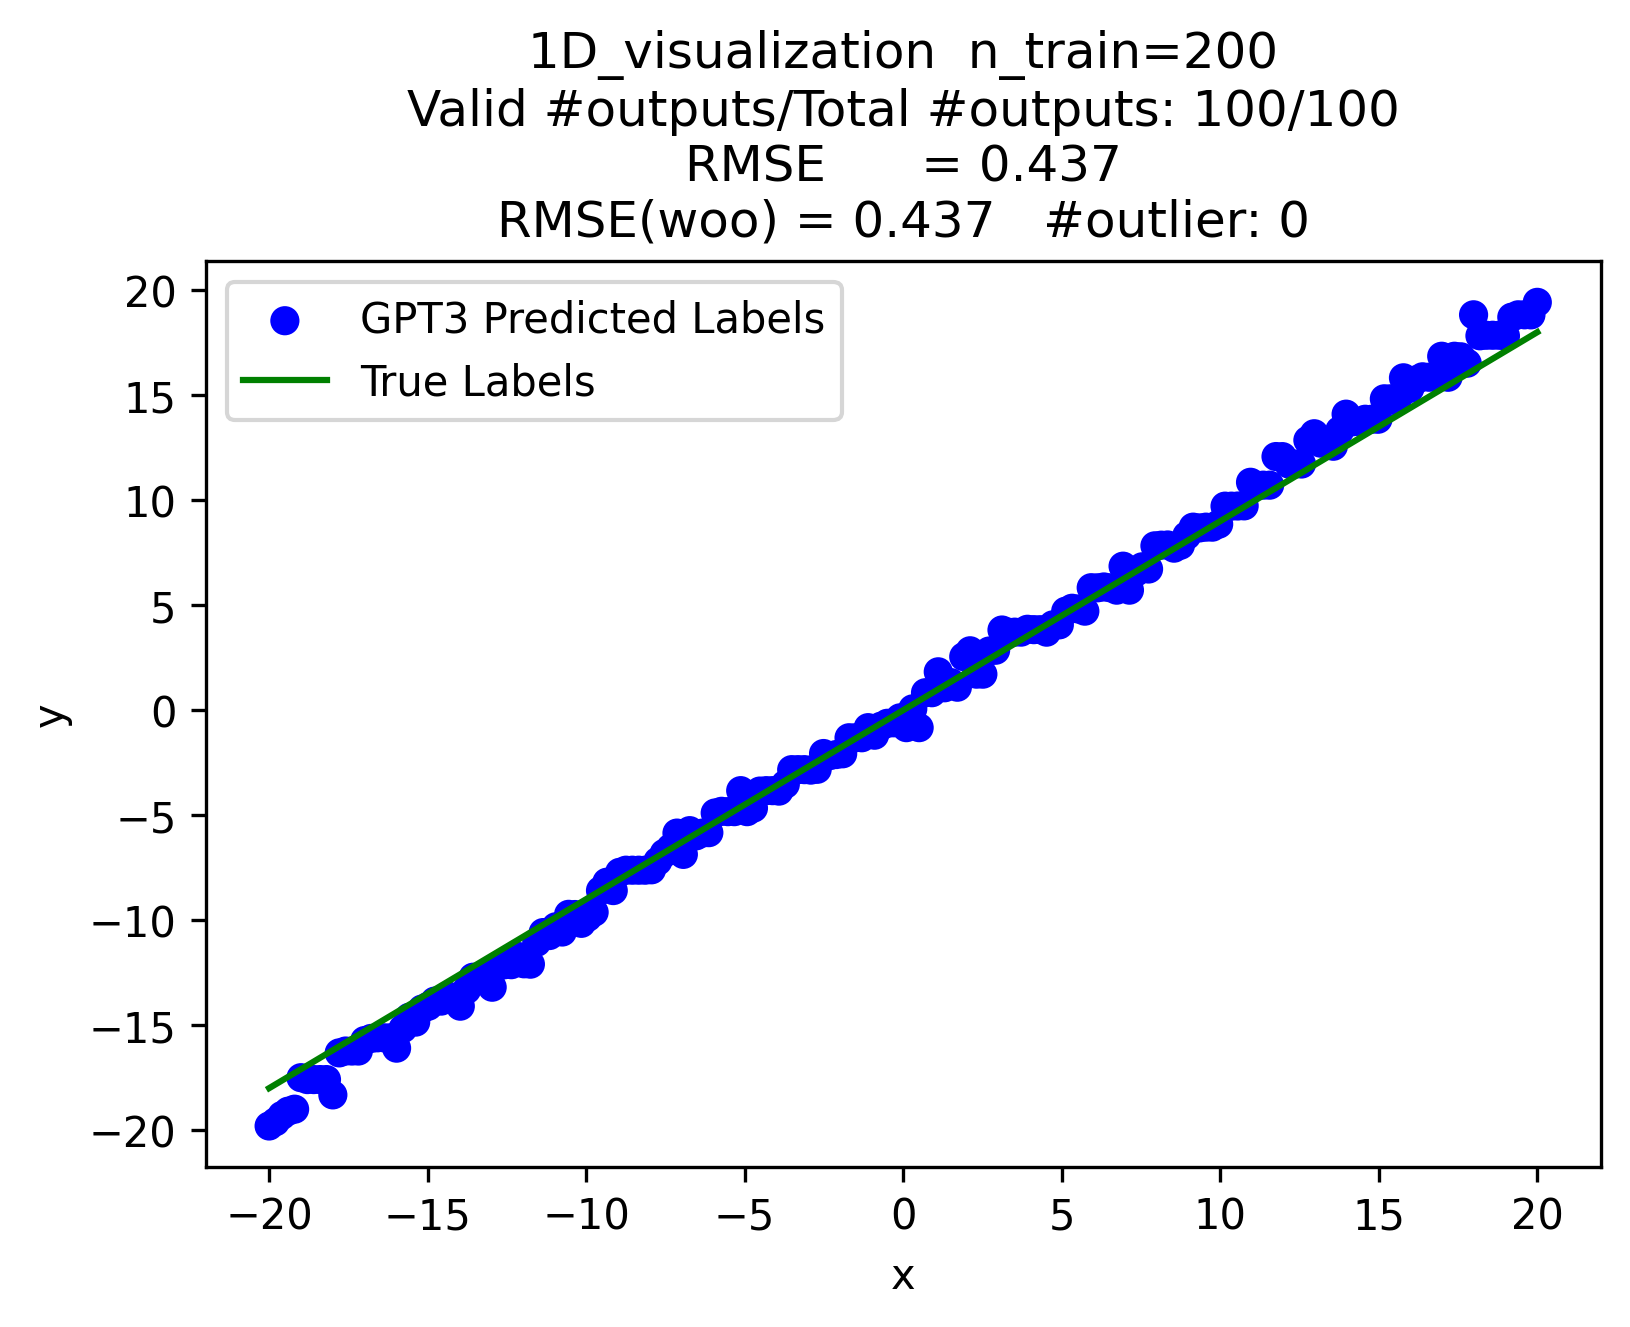 1D_visualization  n_train=200
Valid #outputs/Total #outputs: 100/100
RMSE      = 0.437
RMSE(woo) = 0.437   #outlier: 0
GPT3 Predicted Labels
True Labels
20
15
10
5
0
−5
−10
−15
−20
y
−20 −15 −10 −5 0 5 10 15 20
x